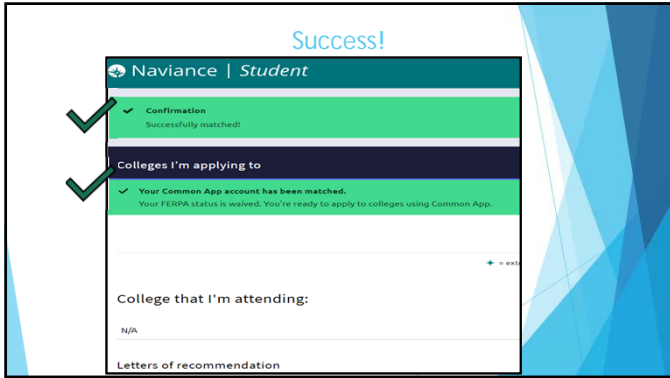 Success!
Naviance | Student
Confirmation
Successfully matched!
Colleges I'm applying to
Your Common App account has been matched.
Your FERPA status is waived. You're ready to apply to colleges using Common App.
= ext
College that I'm attending:
N/A
Letters of recommendation